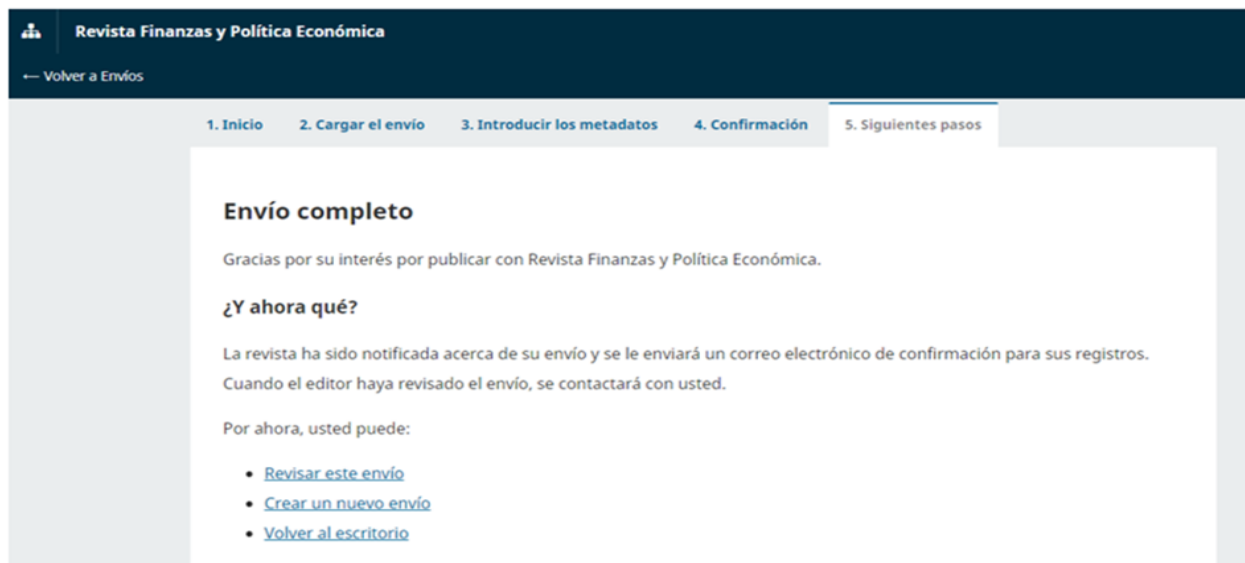 Revista Finanzas y Política Económica
← Volver a Envíos
1. Inicio 2. Cargar el envío 3. Introducir los metadatos 4. Confirmación 5. Siguientes pasos
Envío completo
Gracias por su interés por publicar con Revista Finanzas y Política Económica.
¿Y ahora qué?
La revista ha sido notificada acerca de su envío y se le enviará un correo electrónico de confirmación para sus registros.
Cuando el editor haya revisado el envío, se contactará con usted.
Por ahora, usted puede:
• Revisar este envío
• Crear un nuevo envío
• Volver al escritorio